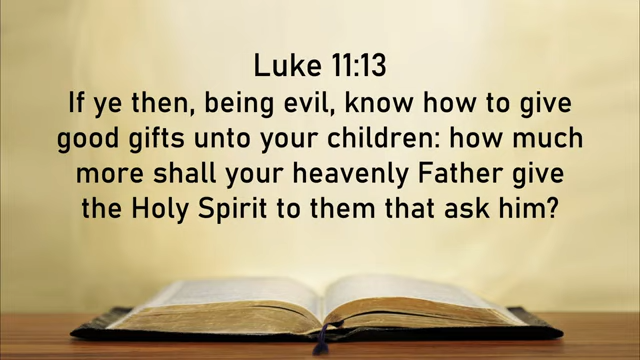 Luke 11:13
If ye then, being evil, know how to give
good gifts unto your children: how much
more shall your heavenly Father give
the Holy Spirit to them that ask him?